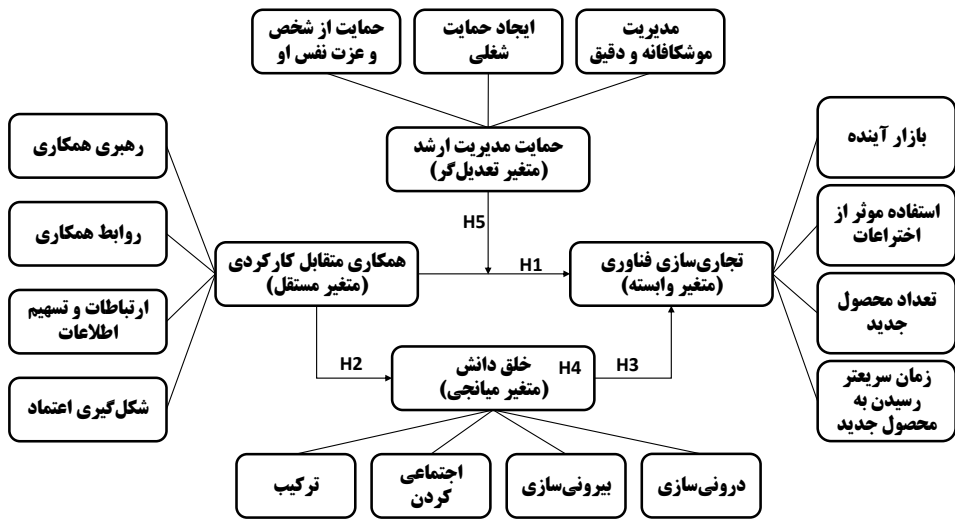 حمایت از شخص
و عزت نفس او
ایجاد حمایت
شغلی
مدیریت
موشکافانه و دقیق
حمایت مدیریت ارشد
(متغیر تعدیل‌گر)
رهبری همکاری
روابط همکاری
ارتباطات و تسهیم
اطلاعات
شکل‌گیری اعتماد
همکاری متقابل کارکردی
(متغیر مستقل)
H5
H1
تجاری‌سازی فناوری
(متغیر وابسته)
بازار آینده
استفاده موثر از
اختراعات
تعداد محصول
جدید
زمان سریعتر
رسیدن به
محصول جدید
H2
خلق دانش
(متغیر میانجی)
H4
H3
ترکیب
اجتماعی
کردن
بیرونی‌سازی
درونی‌سازی